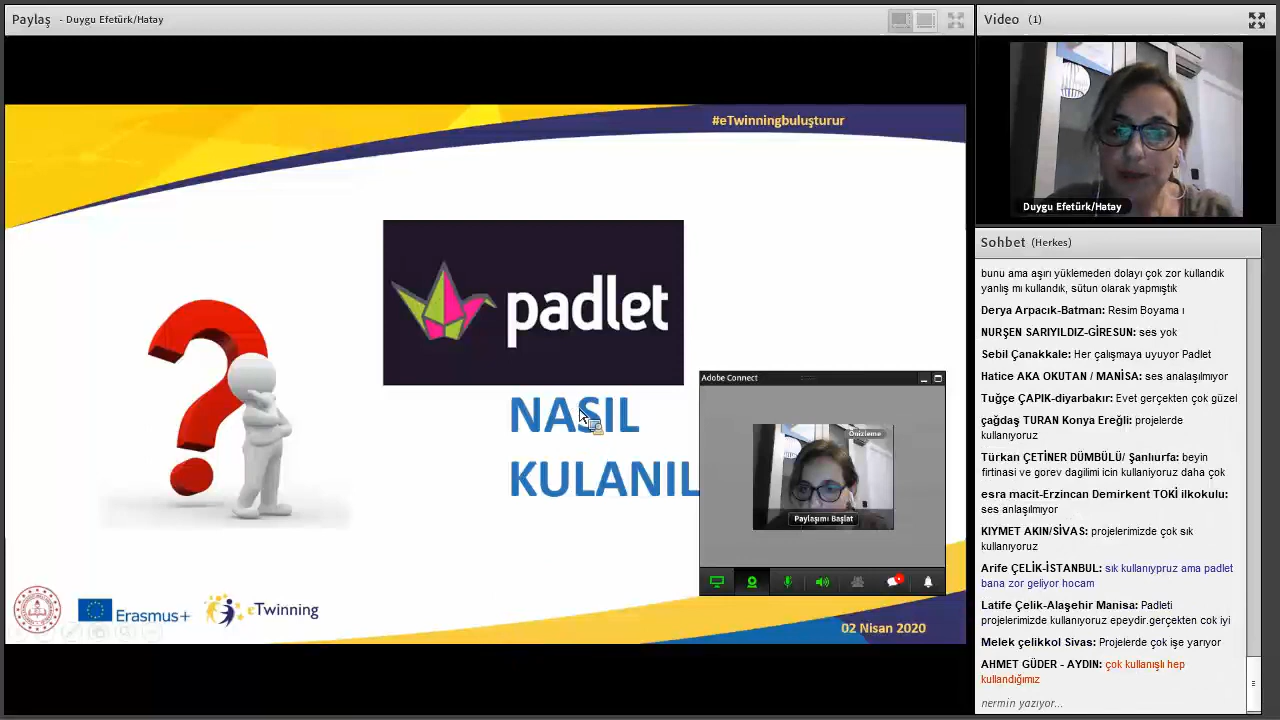 Paylaş - Duygu Efetürk/Hatay
#eTwinningbuluşturur
padlet
NASIL
KULANIL
Adobe Connect
Önizleme
Paylaşımı Başlat
Erasmus+
eTwinning
02 Nisan 2020
Video (1)
Duygu Efetürk/Hatay
Sohbet (Herkes)
bunu ama aşırı yüklemeden dolayı çok zor kullandık
yanlış mı kullandık, sütun olarak yapmıştık
Derya Arpacık-Batman: Resim Boyama ı
NURŞEN SARIYILDIZ-GİRESUN: ses yok
Sebil Çanakkale: Her çalışmaya uyuyor Padlet
Hatice AKA OKUTAN / MANİSA: ses analaşılmıyor
Tuğçe ÇAPIK-diyarbakır: Evet gerçekten çok güzel
çağdaş TURAN Konya Ereğli: projelerde
kullanıyoruz
Türkan ÇETİNER DÜMBÜLÜ/ Şanlıurfa: beyin
firtinasi ve gorev dagilimi icin kullaniyoruz daha çok
esra macit-Erzincan Demirkent TOKİ ilkokulu:
ses anlaşılmıyor
KIYMET AKIN/SİVAS: projelerimizde çok sık
kullanıyoruz
Arife ÇELİK-İSTANBUL: sık kullanıypruz ama padlet
bana zor geliyor hocam
Latife Çelik-Alaşehir Manisa: Padleti
projelerimizde kullanıyoruz epeydir.gerçekten cok iyi
Melek çelikkol Sivas: Projelerde çok işe yarıyor
AHMET GÜDER - AYDIN: çok kullanışlı hep
kullandığımız
nermin yazıyor...